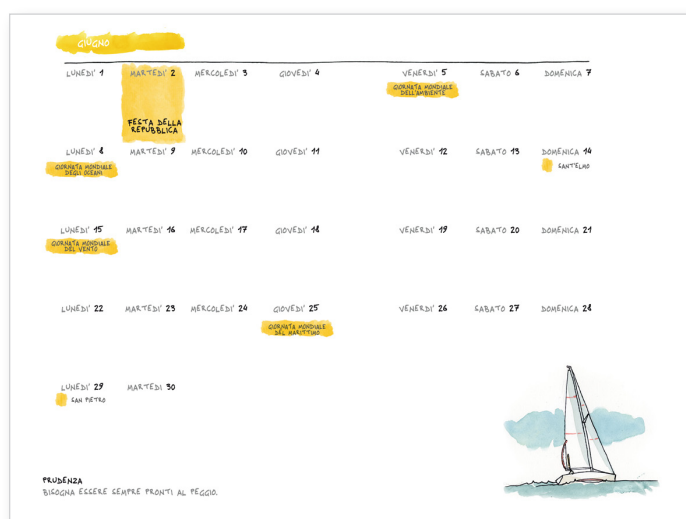 GIUGNO
LUNEDI' 1 MARTEDI' 2 MERCOLEDI' 3 GIOVEDI' 4 VENERDI' 5 SABATO 6 DOMENICA 7
GIORNATA MONDIALE
DELL'AMBIENTE
FESTA DELLA
REPUBBLICA
LUNEDI' 8 MARTEDI' 9 MERCOLEDI' 10 GIOVEDI' 11 VENERDI' 12 SABATO 13 DOMENICA 14
GIORNATA MONDIALE
DEGLI OCEANI
SANT'ELMO
LUNEDI' 15 MARTEDI' 16 MERCOLEDI' 17 GIOVEDI' 18 VENERDI' 19 SABATO 20 DOMENICA 21
GIORNATA MONDIALE
DEL VENTO
LUNEDI' 22 MARTEDI' 23 MERCOLEDI' 24 GIOVEDI' 25 VENERDI' 26 SABATO 27 DOMENICA 28
GIORNATA MONDIALE
DEL MARITTIMO
LUNEDI' 29 MARTEDI 30
SAN PIETRO
PRUDENZA
BISOGNA ESSERE SEMPRE PRONTI AL PEGGIO.